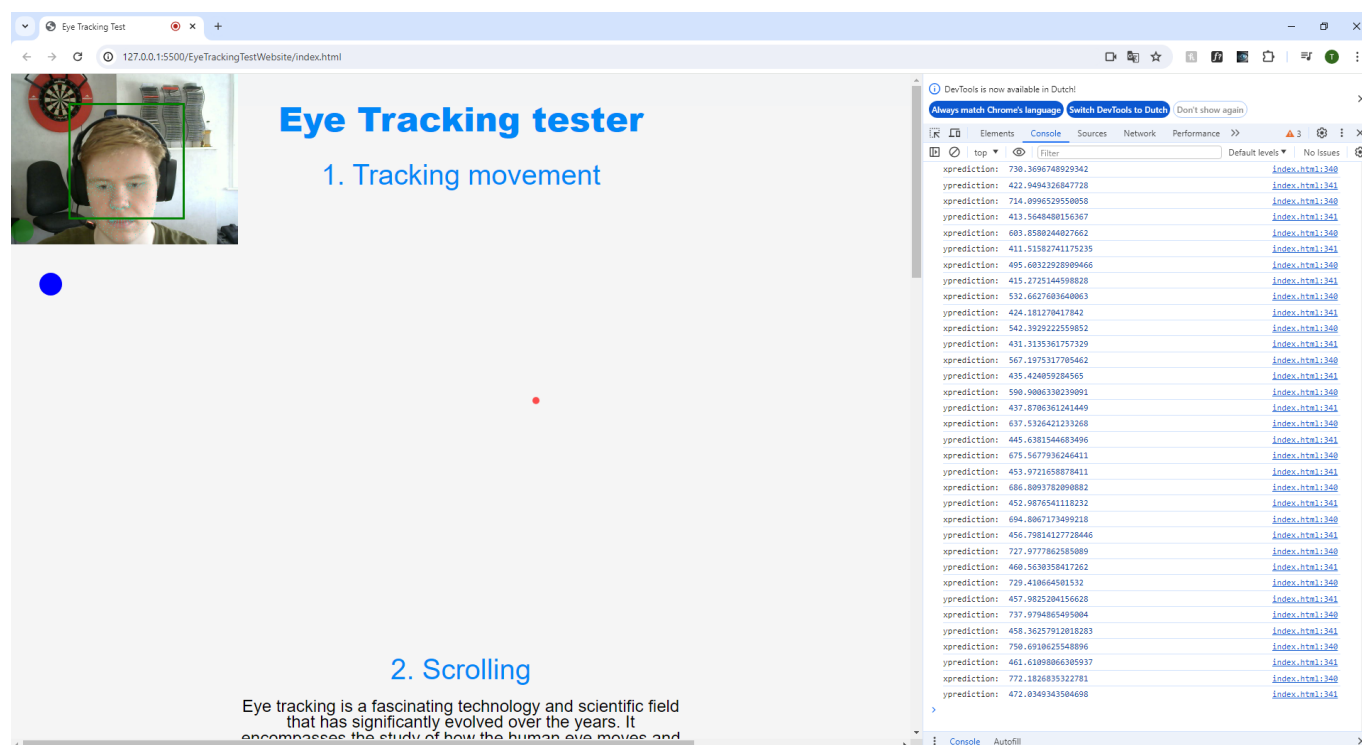 Eye Tracking Test
127.0.0.1:5500/EyeTrackingTestWebsite/index.html
T
Eye Tracking tester
1. Tracking movement
2. Scrolling
Eye tracking is a fascinating technology and scientific field
that has significantly evolved over the years. It
encompasses the study of how the human eye moves and
DevTools is now available in Dutch!
Always match Chrome's language Switch DevTools to Dutch Don't show again
Elements Console Sources Network Performance 3
top Filter Default levels No Issues
xprediction: 730.3696748929342 index.html:340
yprediction: 422.9494326847728 index.html:341
xprediction: 714.0996529550058 index.html:340
yprediction: 413.5648480156367 index.html:341
xprediction: 603.8580244027662 index.html:340
yprediction: 411.51582741175235 index.html:341
xprediction: 495.60322928909466 index.html:340
yprediction: 415.2725144598828 index.html:341
xprediction: 532.6627603640063 index.html:340
yprediction: 424.181270417842 index.html:341
xprediction: 542.3929222559852 index.html:340
yprediction: 431.3135361757329 index.html:341
xprediction: 567.1975317705462 index.html:340
yprediction: 435.424059284565 index.html:341
xprediction: 590.9006330239091 index.html:340
yprediction: 437.8706361241449 index.html:341
xprediction: 637.5326421233268 index.html:340
yprediction: 445.6381544683496 index.html:341
xprediction: 675.5677936246411 index.html:340
yprediction: 453.9721658878411 index.html:341
xprediction: 686.8093782090882 index.html:340
yprediction: 452.9876541118232 index.html:341
xprediction: 694.8067173499218 index.html:340
yprediction: 456.79814127728446 index.html:341
xprediction: 727.9777862585089 index.html:340
yprediction: 460.5630358417262 index.html:341
xprediction: 729.410664501532 index.html:340
yprediction: 457.9825204156628 index.html:341
xprediction: 737.9794865495004 index.html:340
yprediction: 458.36257912018283 index.html:341
xprediction: 750.6910625548896 index.html:340
yprediction: 461.61098066305937 index.html:341
xprediction: 772.1826835322781 index.html:340
yprediction: 472.0349343504698 index.html:341
Console Autofill